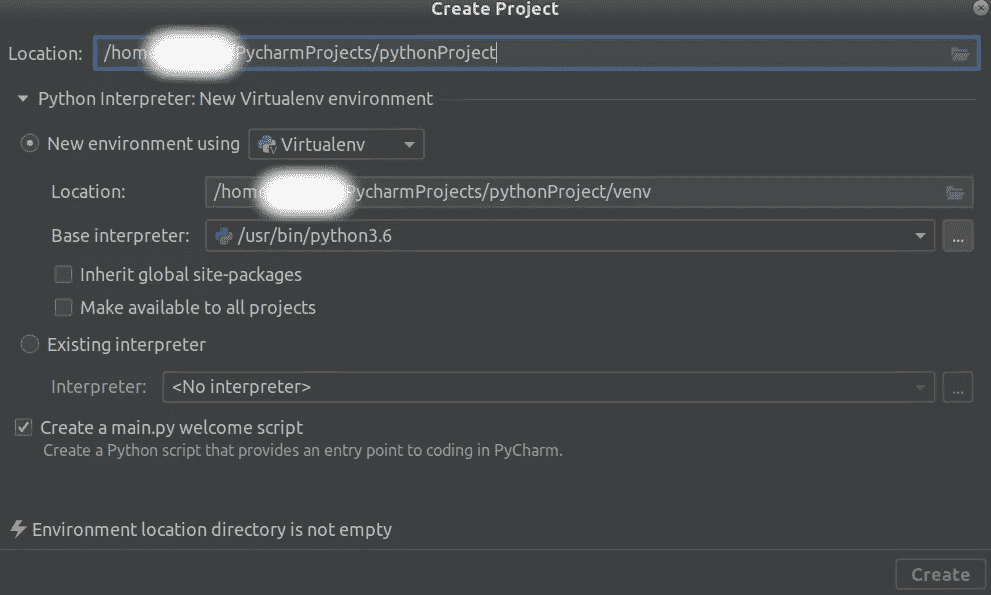 Create Project
Location: /hom PycharmProjects/pythonProject
Python Interpreter: New Virtualenv environment
New environment using Virtualenv
Location: /home PycharmProjects/pythonProject/venv
Base interpreter: /usr/bin/python3.6 ...
Inherit global site-packages
Make available to all projects
Existing interpreter
Interpreter: <No interpreter> ...
Create a main.py welcome script
Create a Python script that provides an entry point to coding in PyCharm.
Environment location directory is not empty
Create